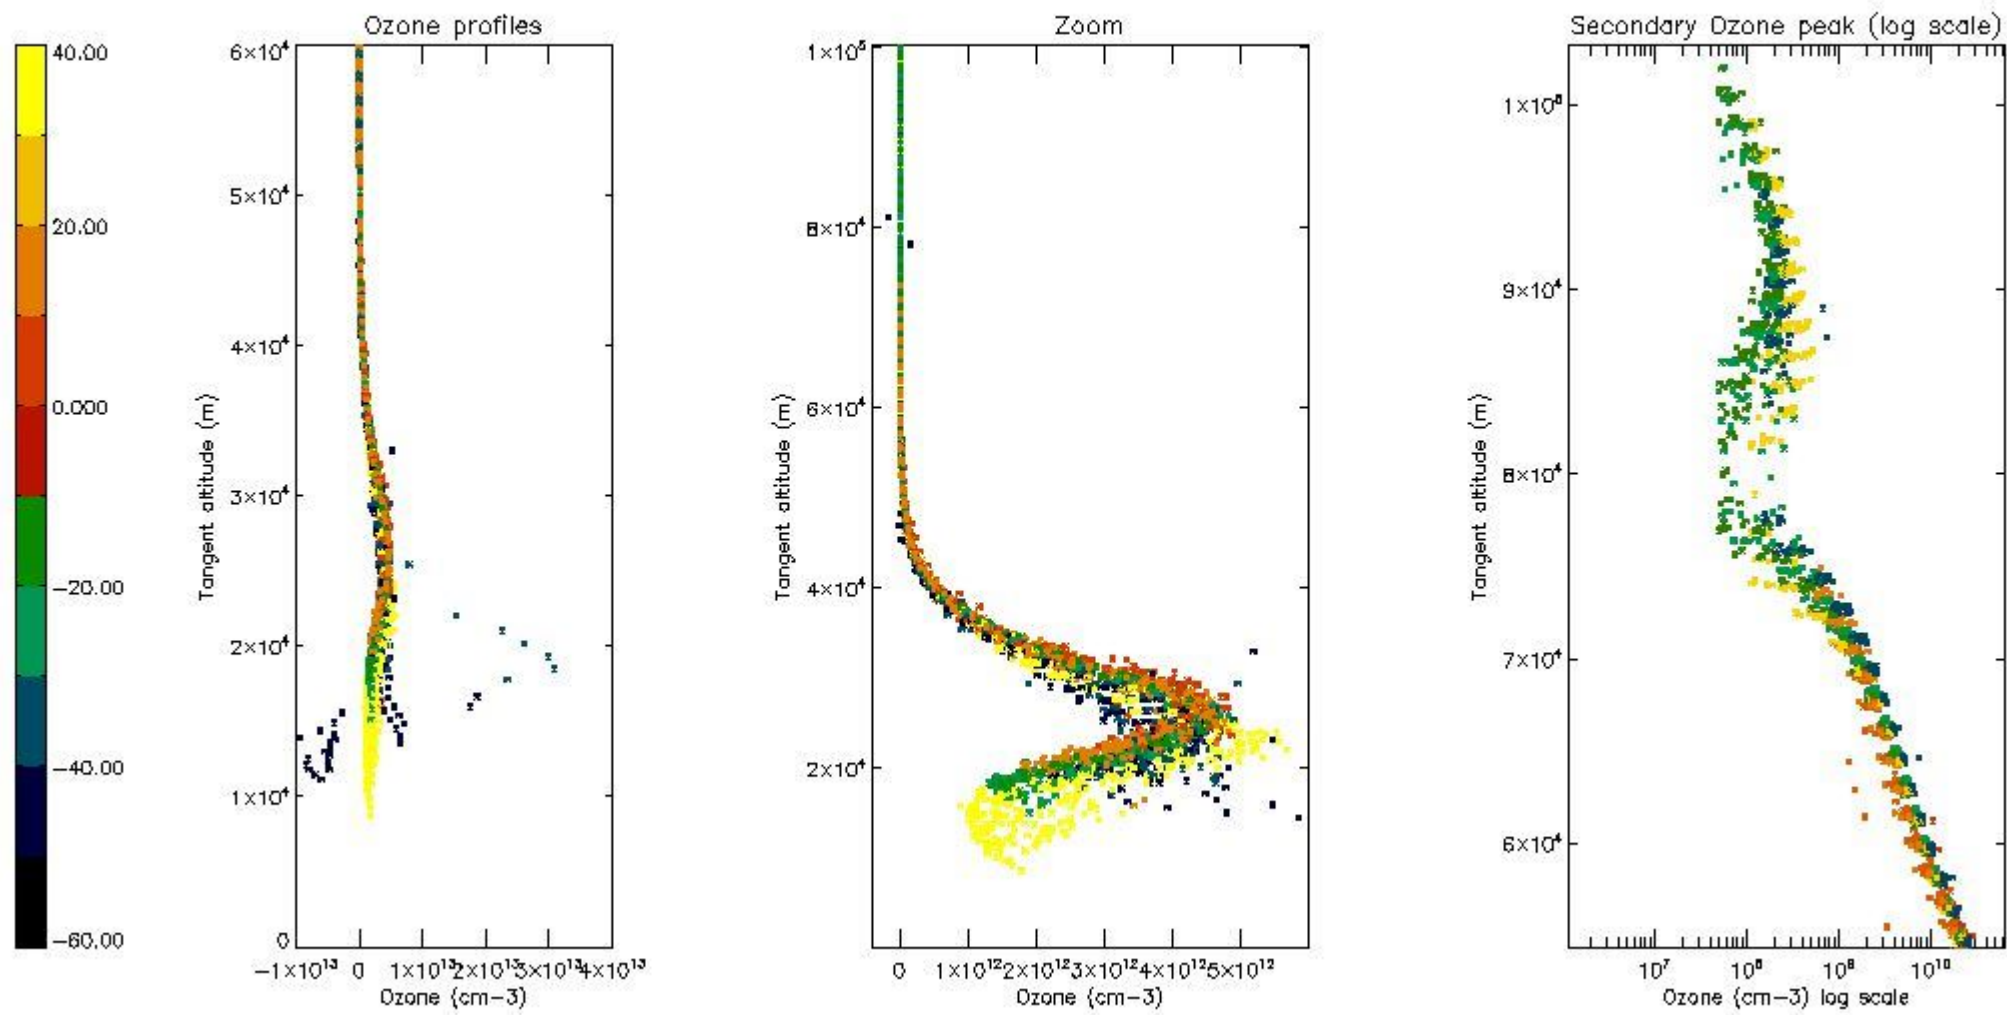 Ozone profiles
Zoom
Secondary Ozone peak (log scale)
40.00
20.00
0.000
−20.00
−40.00
−60.00
6×10⁴
5×10⁴
4×10⁴
3×10⁴
2×10⁴
1×10⁴
0
Tangent altitude (m)
−1×10¹³ 0 1×10¹³ 2×10¹³ 3×10¹³ 4×10¹³
Ozone (cm−3)
1×10⁵
8×10⁴
6×10⁴
4×10⁴
2×10⁴
Tangent altitude (m)
0 1×10¹² 2×10¹² 3×10¹² 4×10¹² 5×10¹²
Ozone (cm−3)
1×10⁵
9×10⁴
8×10⁴
7×10⁴
6×10⁴
Tangent altitude (m)
10⁷ 10⁸ 10⁹ 10¹⁰
Ozone (cm−3) log scale